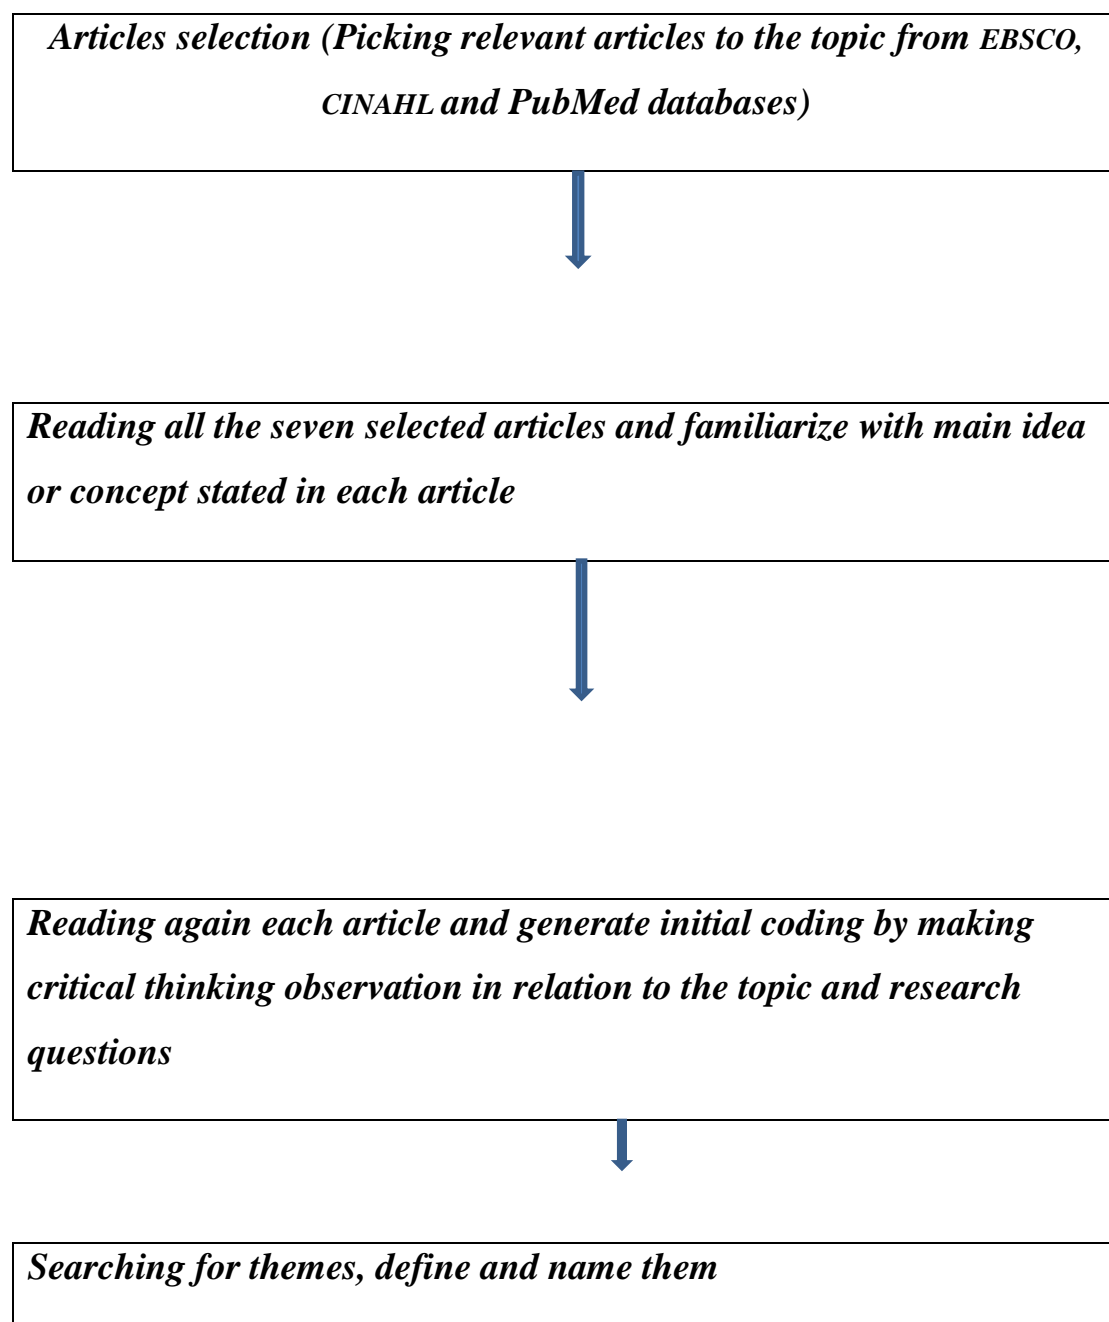 Articles selection (Picking relevant articles to the topic from EBSCO,
CINAHL and PubMed databases)
Reading all the seven selected articles and familiarize with main idea
or concept stated in each article
Reading again each article and generate initial coding by making
critical thinking observation in relation to the topic and research
questions
Searching for themes, define and name them